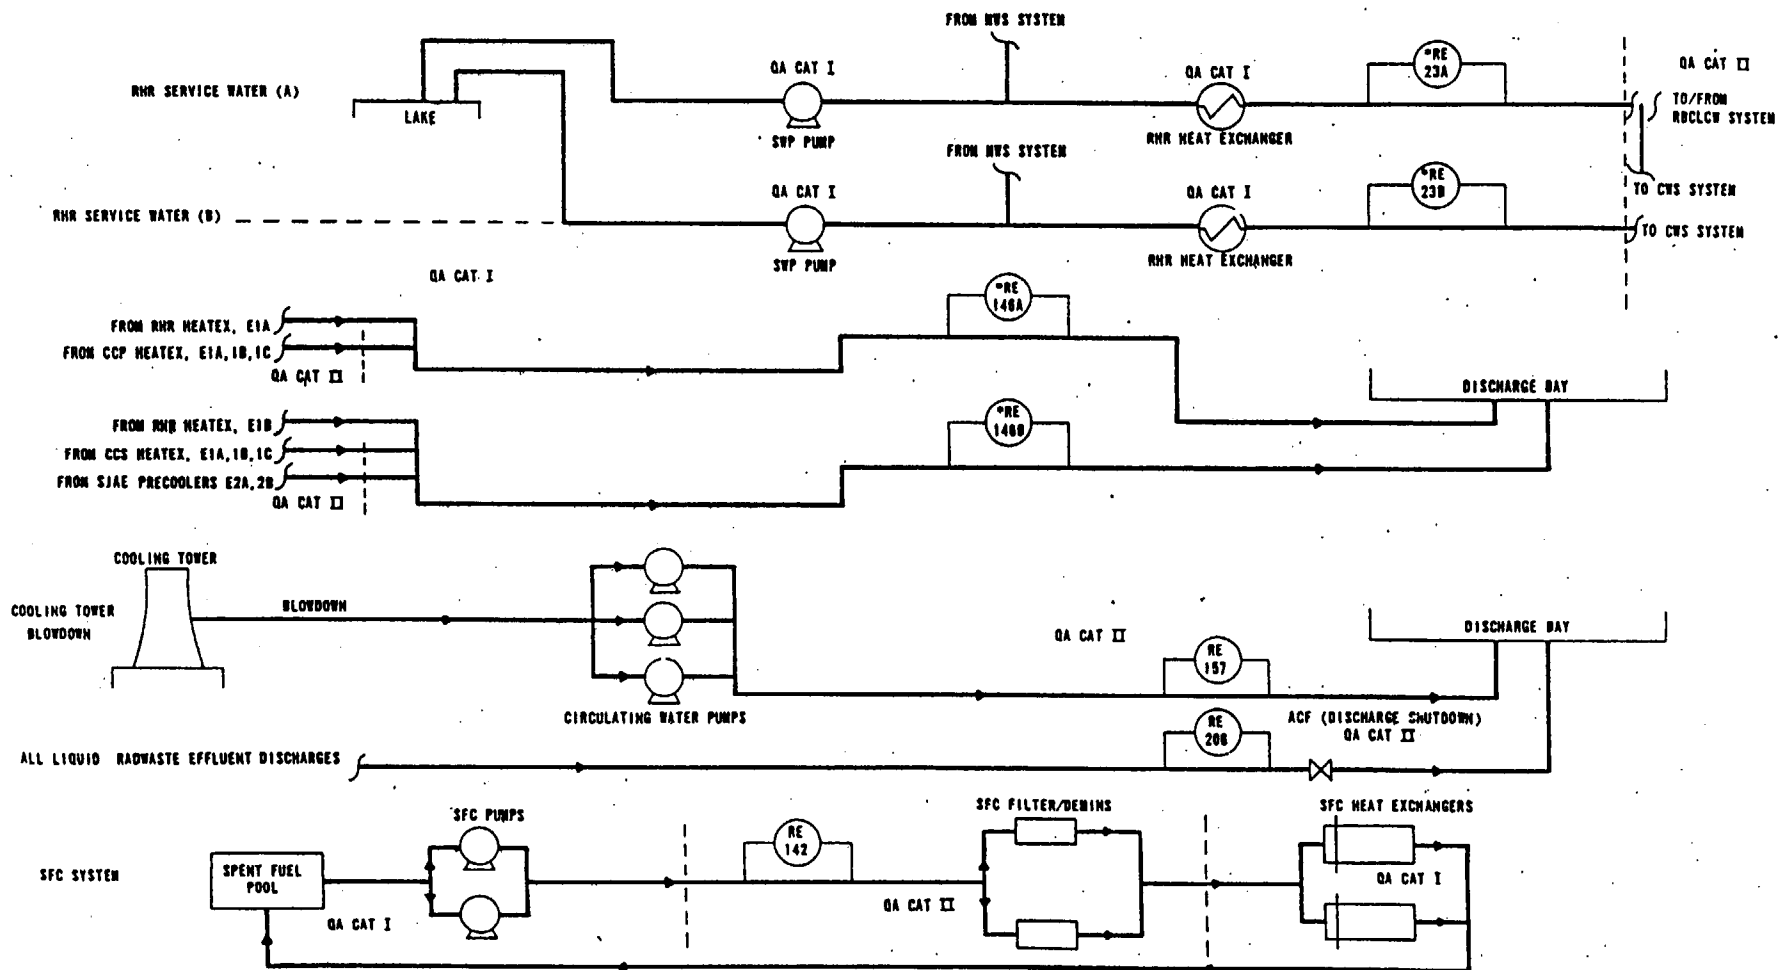 FROM NWS SYSTEM
RHR SERVICE WATER (A)
LAKE
QA CAT I
SWP PUMP
QA CAT I
RHR HEAT EXCHANGER
*RE
23A
QA CAT II
TO/FROM
RBCLCW SYSTEM
FROM NWS SYSTEM
RHR SERVICE WATER (B)
QA CAT I
SWP PUMP
QA CAT I
RHR HEAT EXCHANGER
*RE
23B
TO CWS SYSTEM
TO CWS SYSTEM
QA CAT I
FROM RHR HEATEX, E1A
FROM CCP HEATEX, E1A,1B,1C
QA CAT II
*RE
146A
DISCHARGE BAY
FROM RHR HEATEX, E1B
FROM CCS HEATEX, E1A,1B,1C
FROM SJAE PRECOOLERS E2A,2B
QA CAT II
*RE
146B
COOLING TOWER
COOLING TOWER
BLOWDOWN
BLOWDOWN
CIRCULATING WATER PUMPS
QA CAT II
RE
157
DISCHARGE BAY
ACF (DISCHARGE SHUTDOWN)
QA CAT II
ALL LIQUID RADWASTE EFFLUENT DISCHARGES
RE
206
SFC SYSTEM
SPENT FUEL
POOL
QA CAT I
SFC PUMPS
RE
142
QA CAT II
SFC FILTER/DEMINS
SFC HEAT EXCHANGERS
QA CAT I